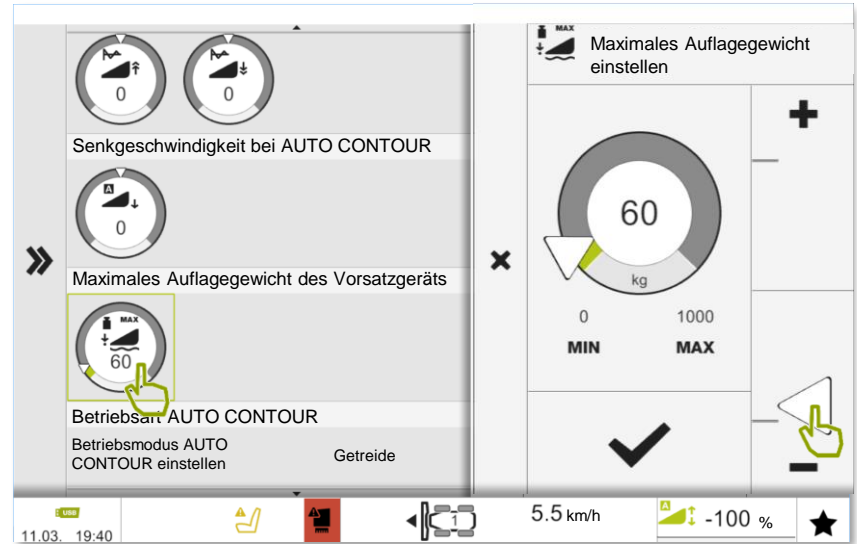 0
0
Senkgeschwindigkeit bei AUTO CONTOUR
A
0
Maximales Auflagegewicht des Vorsatzgeräts
MAX
60
Betriebsart AUTO CONTOUR
Betriebsmodus AUTO
CONTOUR einstellen
Getreide
MAX
Maximales Auflagegewicht
einstellen
60
kg
0
1000
MIN
MAX
USB
11.03. 19:40
1
5.5 km/h
A
-100 %